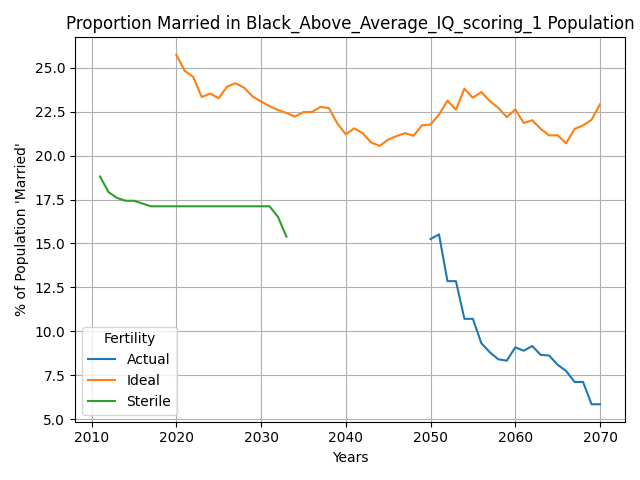 Proportion Married in Black_Above_Average_IQ_scoring_1 Population
% of Population 'Married'
25.0
22.5
20.0
17.5
15.0
12.5
10.0
7.5
5.0
Fertility
Actual
Ideal
Sterile
2010 2020 2030 2040 2050 2060 2070
Years